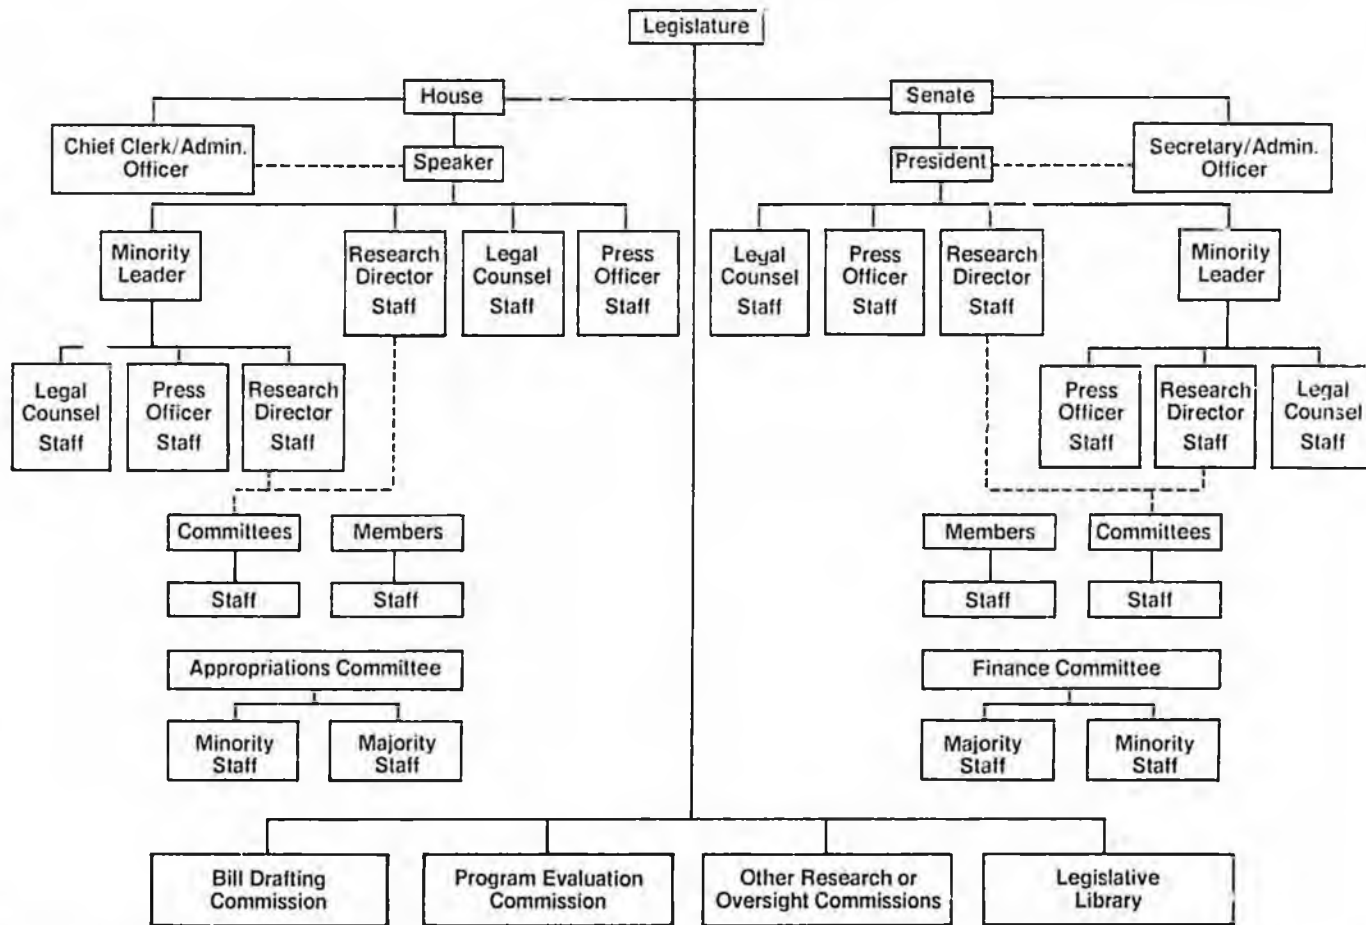 Legislature
House
Senate
Chief Clerk/Admin.
Officer
Speaker
President
Secretary/Admin.
Officer
Minority
Leader
Research
Director
Staff
Legal
Counsel
Staff
Press
Officer
Staff
Legal
Counsel
Staff
Press
Officer
Staff
Research
Director
Staff
Minority
Leader
Legal
Counsel
Staff
Press
Officer
Staff
Research
Director
Staff
Press
Officer
Staff
Research
Director
Staff
Legal
Counsel
Staff
Committees
Members
Members
Committees
Staff
Staff
Staff
Staff
Appropriations Committee
Finance Committee
Minority
Staff
Majority
Staff
Majority
Staff
Minority
Staff
Bill Drafting
Commission
Program Evaluation
Commission
Other Research or
Oversight Commissions
Legislative
Library